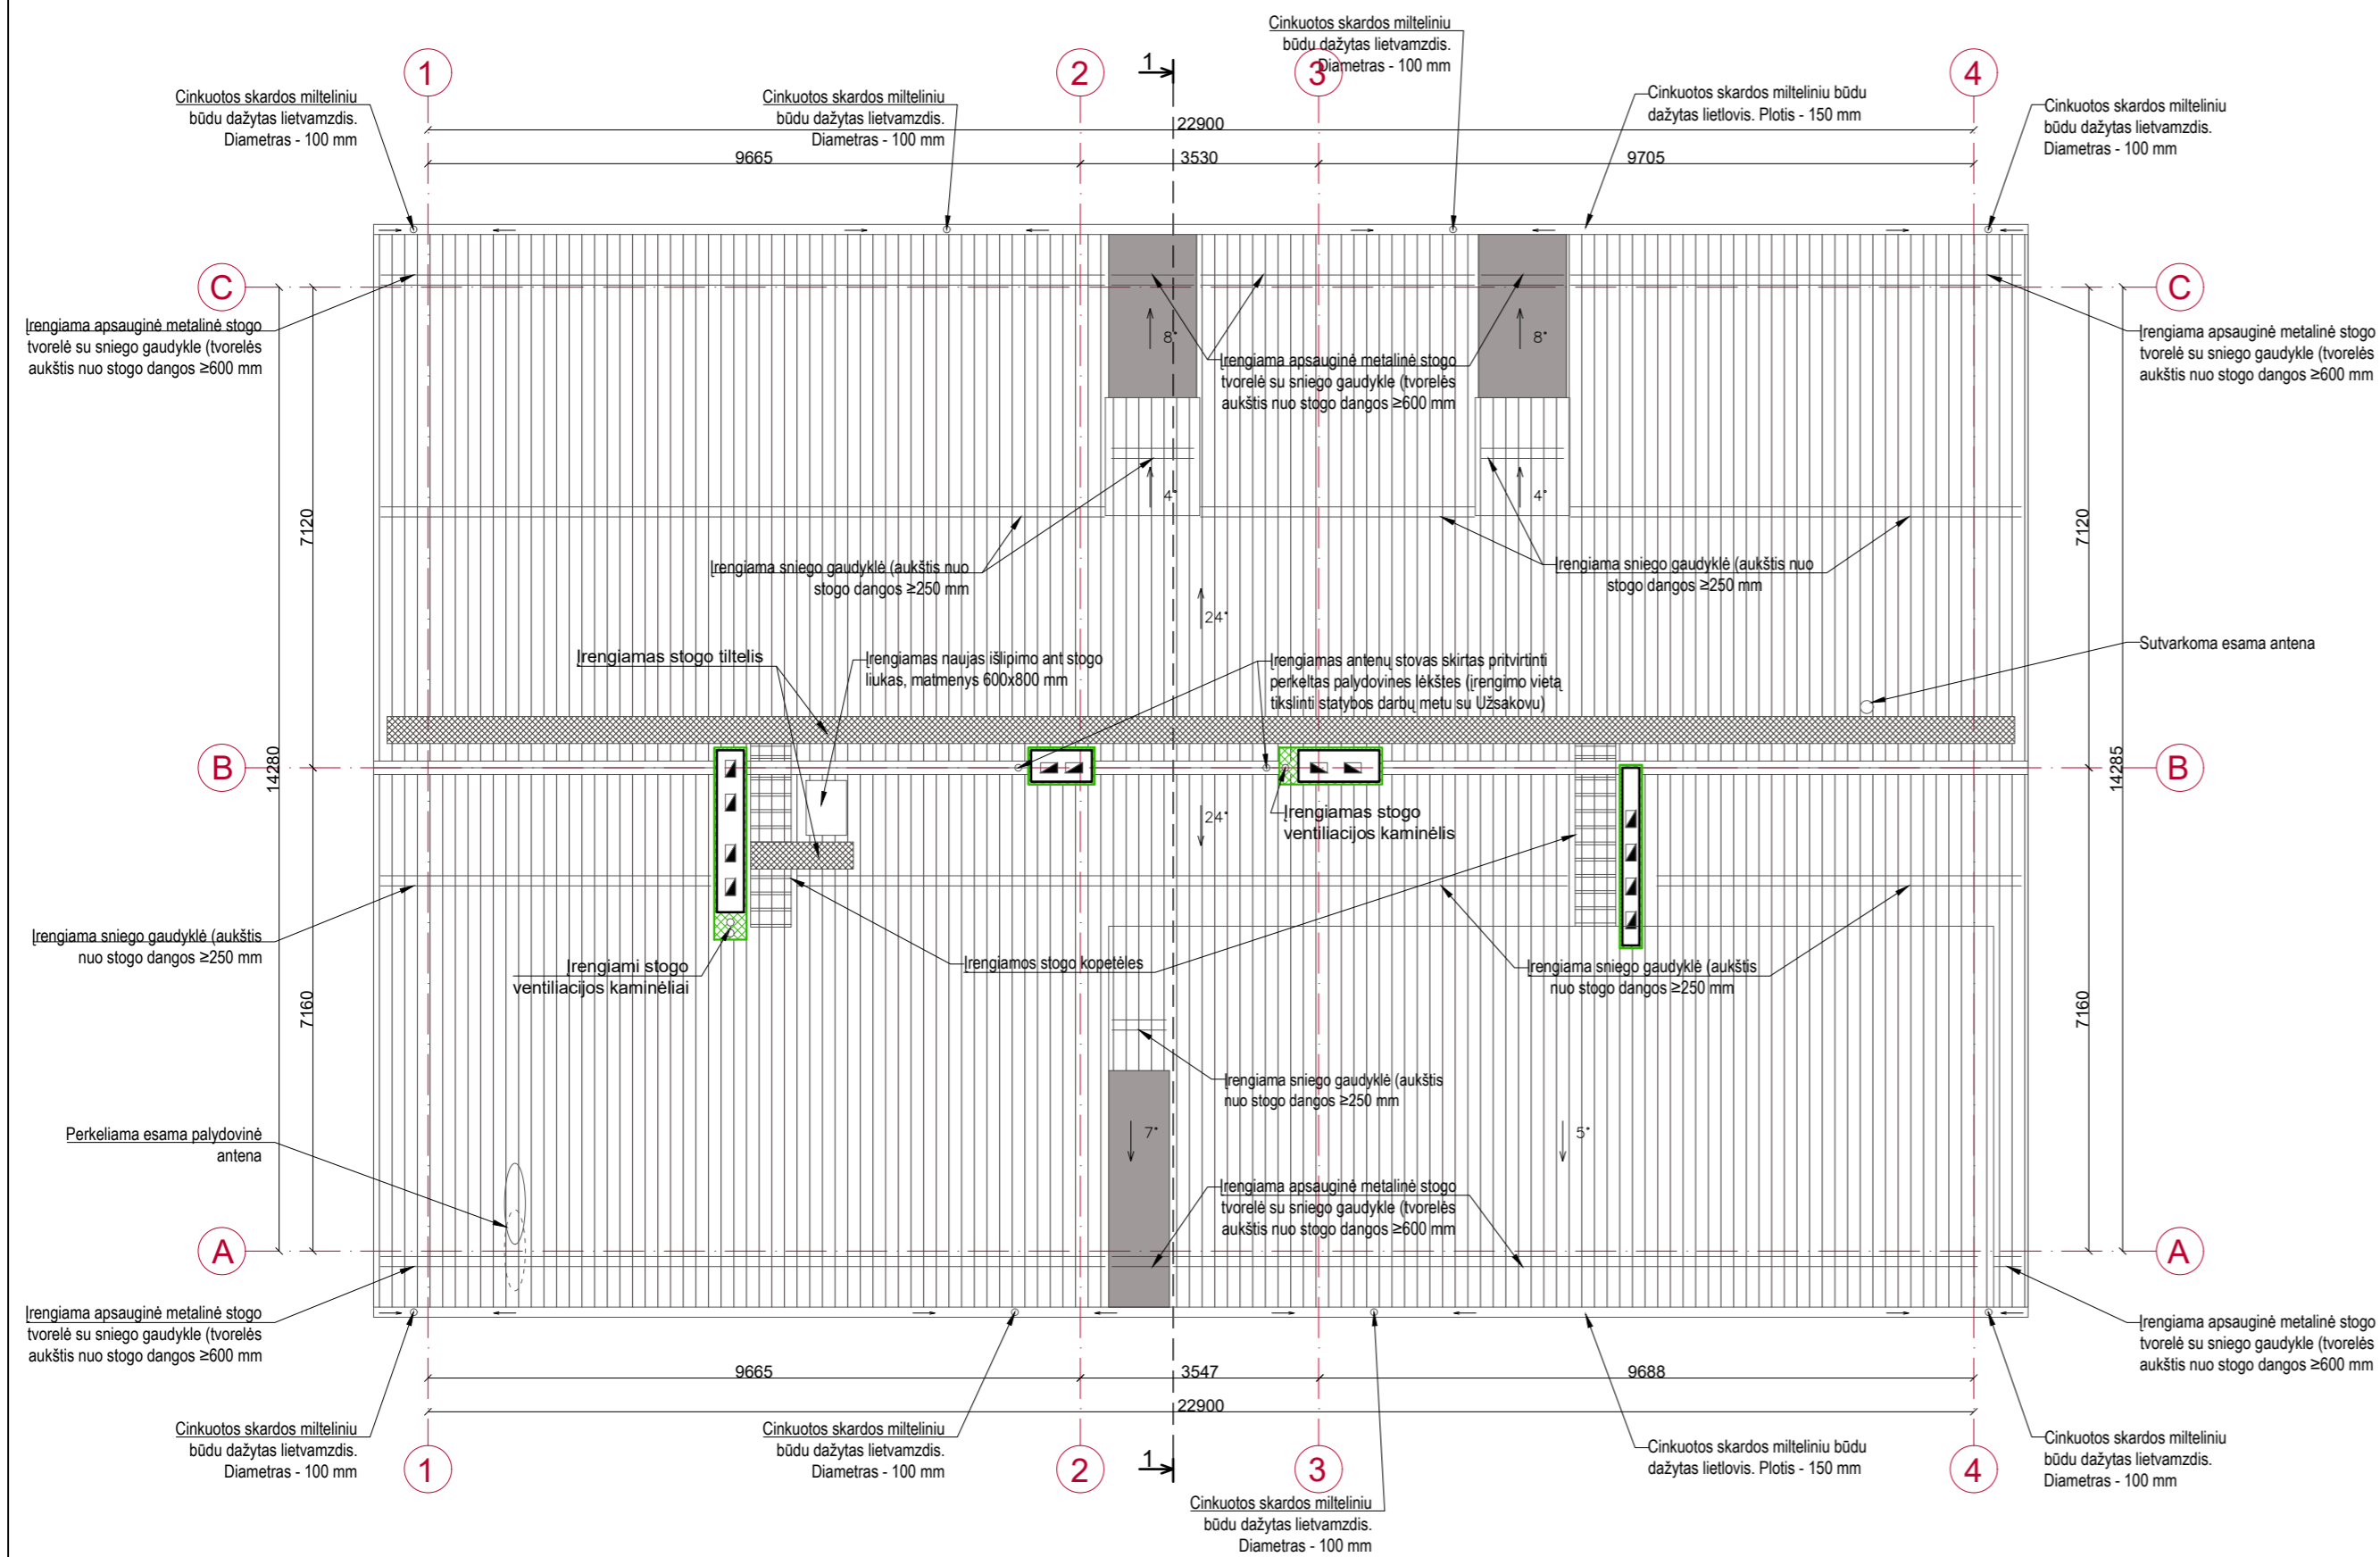 Cinkuotos skardos milteliniu
būdu dažytas lietvamzdis.
Diametras - 100 mm
1
Cinkuotos skardos milteliniu
būdu dažytas lietvamzdis.
Diametras - 100 mm
2
1
Cinkuotos skardos milteliniu
būdu dažytas lietvamzdis.
Diametras - 100 mm
3
Cinkuotos skardos milteliniu būdu
dažytas lietlovis. Plotis - 150 mm
4
Cinkuotos skardos milteliniu
būdu dažytas lietvamzdis.
Diametras - 100 mm
22900
9665
3530
9705
C
C
Įrengiama apsauginė metalinė stogo
tvorelė su sniego gaudykle (tvorelės
aukštis nuo stogo dangos ≥600 mm
8°
Įrengiama apsauginė metalinė stogo
tvorelė su sniego gaudykle (tvorelės
aukštis nuo stogo dangos ≥600 mm
8°
Įrengiama apsauginė metalinė stogo
tvorelė su sniego gaudykle (tvorelės
aukštis nuo stogo dangos ≥600 mm
4°
4°
7120
7120
Įrengiama sniego gaudyklė (aukštis nuo
stogo dangos ≥250 mm
Įrengiama sniego gaudyklė (aukštis nuo
stogo dangos ≥250 mm
24°
Įrengiamas stogo tiltelis
Įrengiamas naujas išlipimo ant stogo
liukas, matmenys 600x800 mm
Įrengiamas antenų stovas skirtas pritvirtinti
perkeltas palydovines lėkštes (įrengimo vietą
tikslinti statybos darbų metu su Užsakovu)
Sutvarkoma esama antena
B
14280
14285
B
24°
Įrengiamas stogo
ventiliacijos kaminėlis
Įrengiama sniego gaudyklė (aukštis
nuo stogo dangos ≥250 mm
Įrengiami stogo
ventiliacijos kaminėliai
Įrengiamos stogo kopetėles
Įrengiama sniego gaudyklė (aukštis
nuo stogo dangos ≥250 mm
7160
7160
Įrengiama sniego gaudyklė (aukštis
nuo stogo dangos ≥250 mm
Perkeliama esama palydovinė
antena
7°
5°
Įrengiama apsauginė metalinė stogo
tvorelė su sniego gaudykle (tvorelės
aukštis nuo stogo dangos ≥600 mm
A
A
Įrengiama apsauginė metalinė stogo
tvorelė su sniego gaudykle (tvorelės
aukštis nuo stogo dangos ≥600 mm
Įrengiama apsauginė metalinė stogo
tvorelė su sniego gaudykle (tvorelės
aukštis nuo stogo dangos ≥600 mm
9665
3547
9688
22900
Cinkuotos skardos milteliniu
būdu dažytas lietvamzdis.
Diametras - 100 mm
1
Cinkuotos skardos milteliniu
būdu dažytas lietvamzdis.
Diametras - 100 mm
2
1
3
Cinkuotos skardos milteliniu
būdu dažytas lietvamzdis.
Diametras - 100 mm
Cinkuotos skardos milteliniu būdu
dažytas lietlovis. Plotis - 150 mm
4
Cinkuotos skardos milteliniu
būdu dažytas lietvamzdis.
Diametras - 100 mm